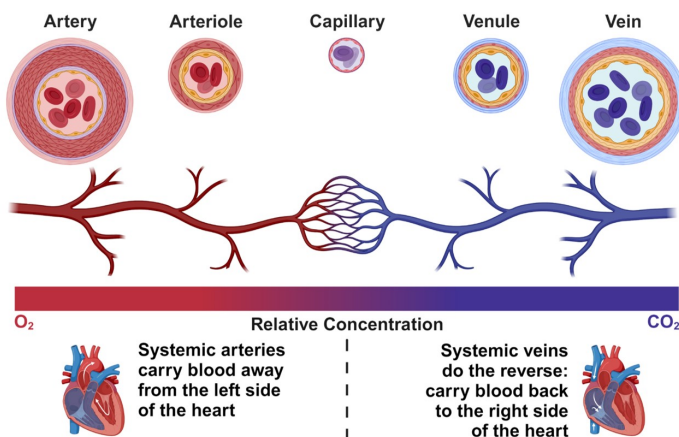 Artery Arteriole Capillary Venule Vein
O₂ Relative Concentration CO₂
Systemic arteries
carry blood away
from the left side
of the heart
Systemic veins
do the reverse:
carry blood back
to the right side
of the heart